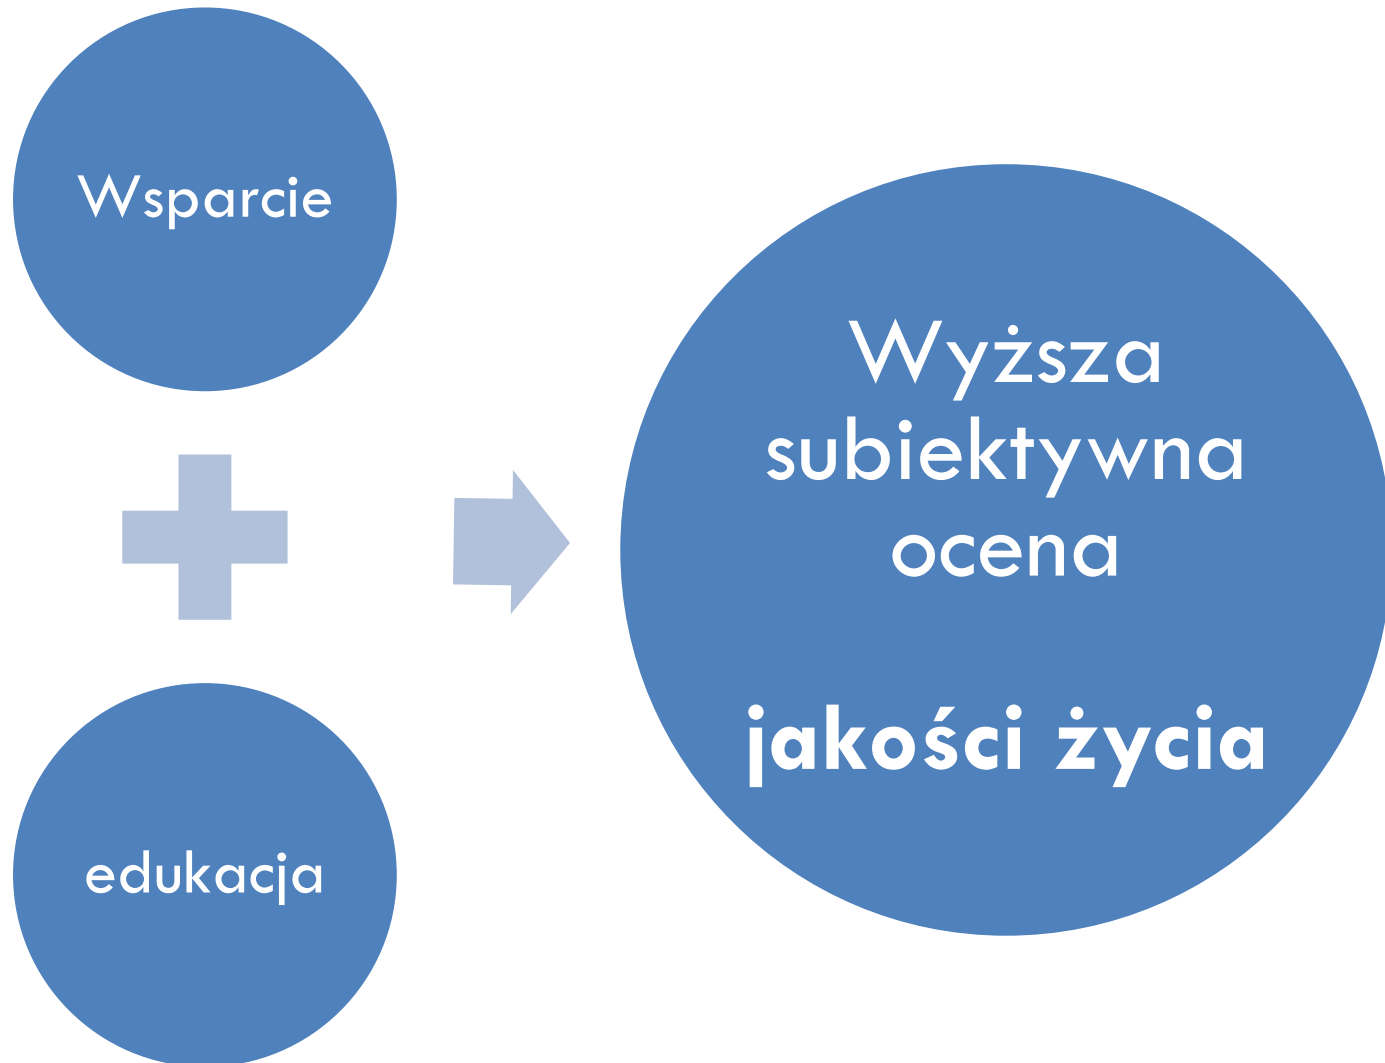 Wsparcie
edukacja
Wyższa
subiektywna
ocena
jakości życia